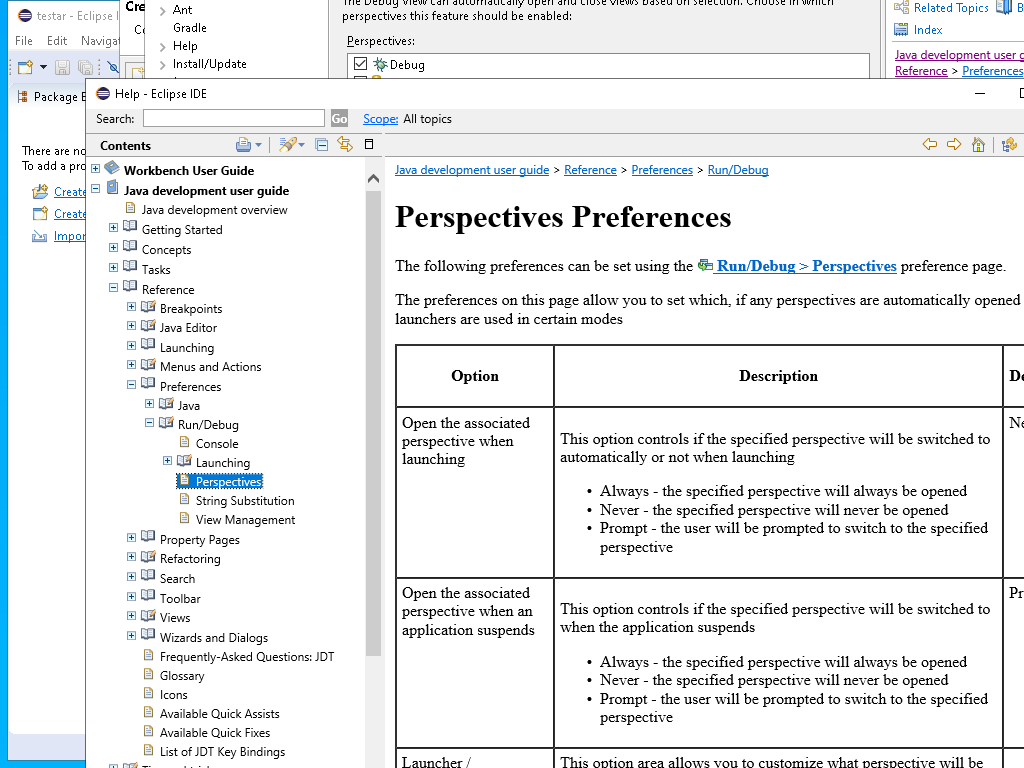 testar - Eclipse I
File Edit Navigat
Package E
There are no
To add a pro
Create
Create
Impor
Cre
Ant
Gradle
Help
Install/Update
The Debug View can automatically open and close views based on selection. Choose in which
perspectives this feature should be enabled:
Perspectives:
Debug
Related Topics
Index
Java development user g
Reference > Preferences
Help - Eclipse IDE
Search: Go Scope: All topics
Contents
Workbench User Guide
Java development user guide
Java development overview
Getting Started
Concepts
Tasks
Reference
Breakpoints
Java Editor
Launching
Menus and Actions
Preferences
Java
Run/Debug
Console
Launching
Perspectives
String Substitution
View Management
Property Pages
Refactoring
Search
Toolbar
Views
Wizards and Dialogs
Frequently-Asked Questions: JDT
Glossary
Icons
Available Quick Assists
Available Quick Fixes
List of JDT Key Bindings
Java development user guide > Reference > Preferences > Run/Debug
Perspectives Preferences
The following preferences can be set using the Run/Debug > Perspectives preference page.
The preferences on this page allow you to set which, if any perspectives are automatically opened
launchers are used in certain modes
Option Description De
Open the associated
perspective when
launching
This option controls if the specified perspective will be switched to
automatically or not when launching
• Always - the specified perspective will always be opened
• Never - the specified perspective will never be opened
• Prompt - the user will be prompted to switch to the specified
perspective
Ne
Open the associated
perspective when an
application suspends
This option controls if the specified perspective will be switched to
when the application suspends
• Always - the specified perspective will always be opened
• Never - the specified perspective will never be opened
• Prompt - the user will be prompted to switch to the specified
perspective
Pr
Launcher /
This option area allows you to customize what perspective will be